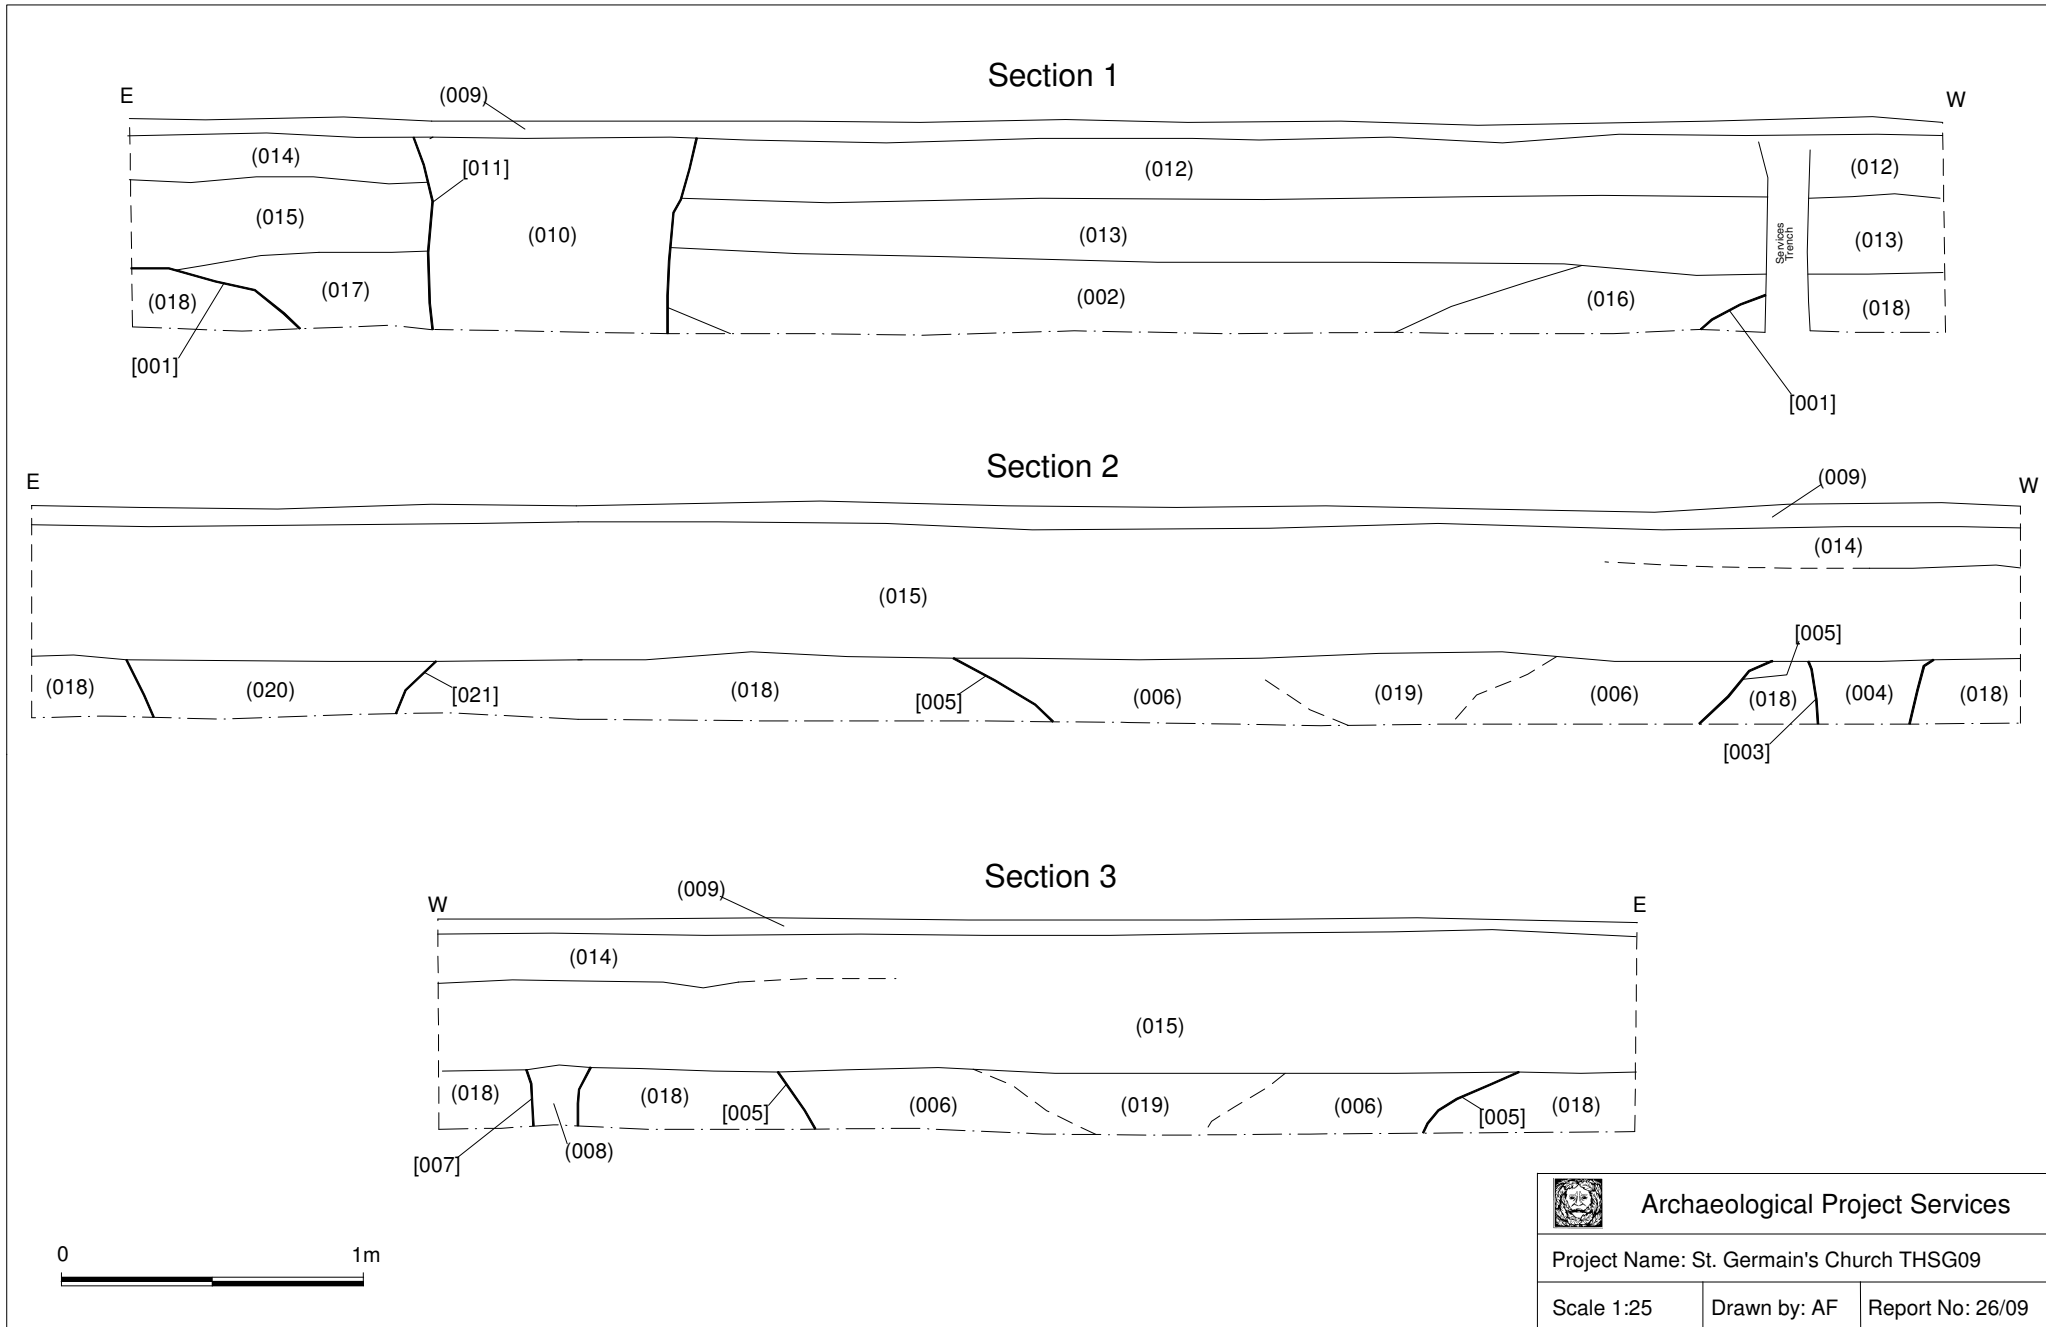 Section 1
E
(009)
W
(014)
[011]
(012)
(012)
(015)
(010)
(013)
Services
Trench
(013)
(018)
(017)
(002)
(016)
(018)
[001]
[001]
Section 2
E
(009)
W
(014)
(015)
[005]
(018)
(020)
[021]
(018)
[005]
(006)
(019)
(006)
(018)
(004)
(018)
[003]
Section 3
W
(009)
E
(014)
(015)
(018)
(018)
[005]
(006)
(019)
(006)
[005]
(018)
[007]
(008)
0 1m
Archaeological Project Services
Project Name: St. Germain's Church THSG09
Scale 1:25
Drawn by: AF
Report No: 26/09